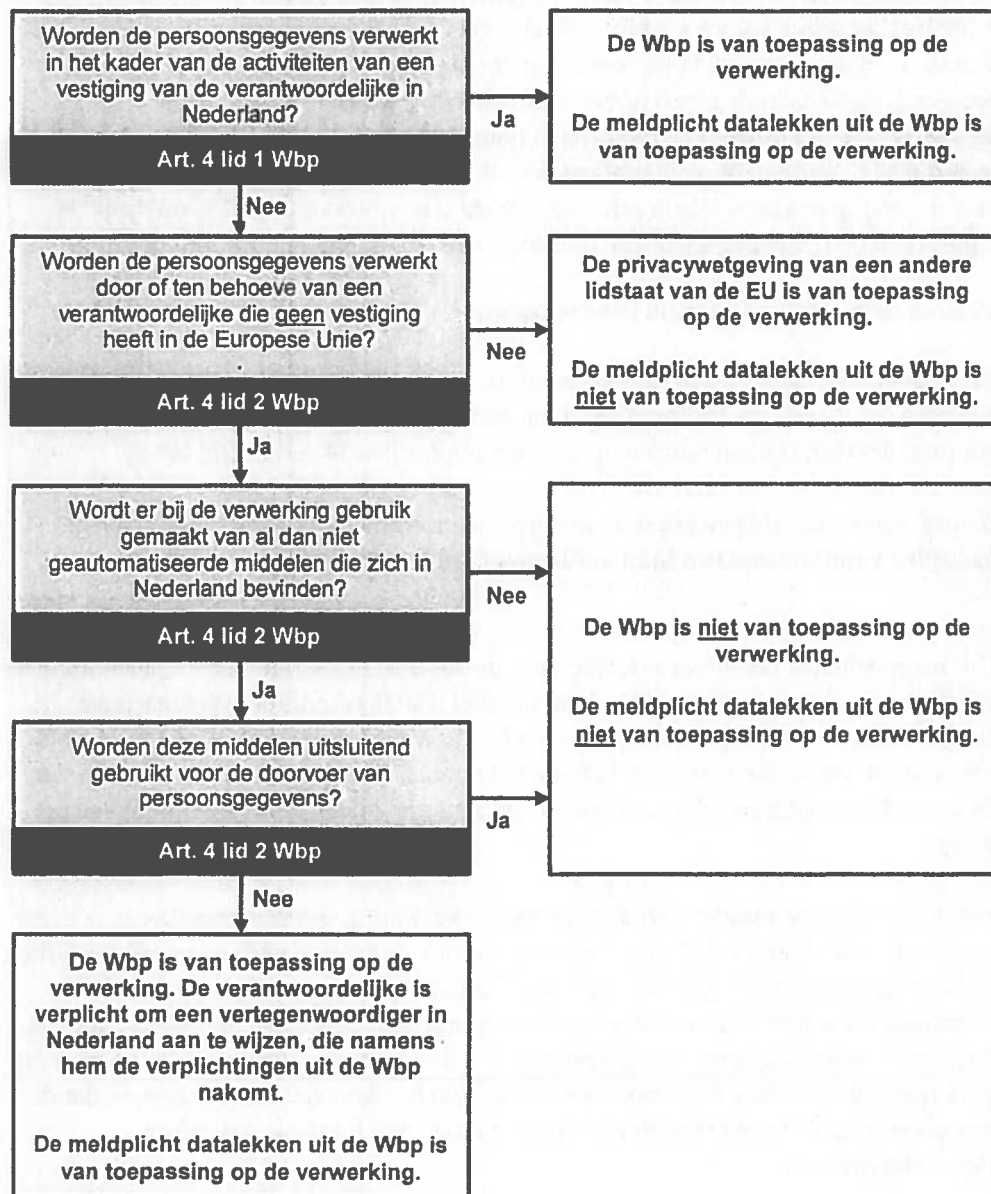 Worden de persoonsgegevens verwerkt
in het kader van de activiteiten van een
vestiging van de verantwoordelijke in
Nederland?
Art. 4 lid 1 Wbp
Ja
De Wbp is van toepassing op de
verwerking.
De meldplicht datalekken uit de Wbp is
van toepassing op de verwerking.
Nee
Worden de persoonsgegevens verwerkt
door of ten behoeve van een
verantwoordelijke die geen vestiging
heeft in de Europese Unie?
Art. 4 lid 2 Wbp
Nee
De privacywetgeving van een andere
lidstaat van de EU is van toepassing
op de verwerking.
De meldplicht datalekken uit de Wbp is
niet van toepassing op de verwerking.
Ja
Wordt er bij de verwerking gebruik
gemaakt van al dan niet
geautomatiseerde middelen die zich in
Nederland bevinden?
Art. 4 lid 2 Wbp
Nee
De Wbp is niet van toepassing op de
verwerking.
De meldplicht datalekken uit de Wbp is
niet van toepassing op de verwerking.
Ja
Worden deze middelen uitsluitend
gebruikt voor de doorvoer van
persoonsgegevens?
Art. 4 lid 2 Wbp
Ja
Nee
De Wbp is van toepassing op de
verwerking. De verantwoordelijke is
verplicht om een vertegenwoordiger in
Nederland aan te wijzen, die namens
hem de verplichtingen uit de Wbp
nakomt.
De meldplicht datalekken uit de Wbp is
van toepassing op de verwerking.